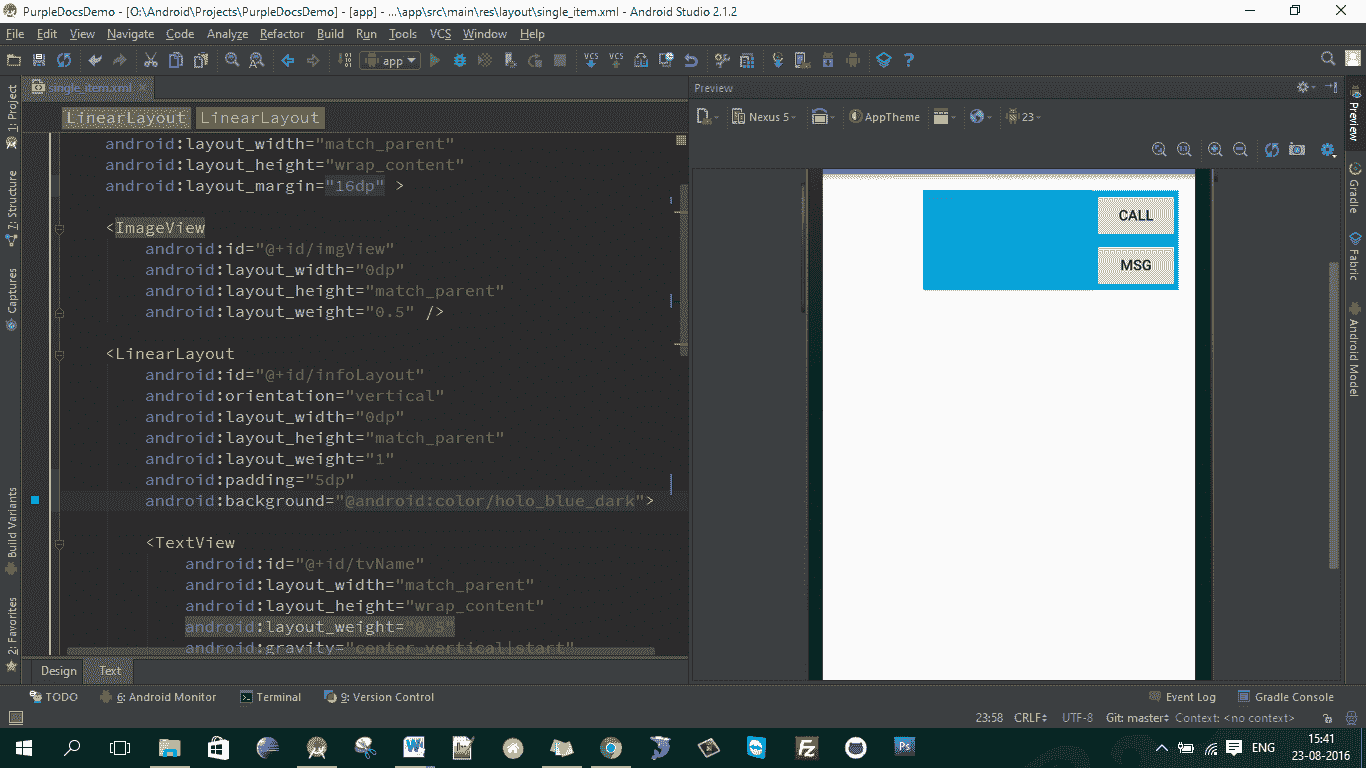 PurpleDocsDemo - [O:\Android\Projects\PurpleDocsDemo] - [app] - ...\app\src\main\res\layout\single_item.xml - Android Studio 2.1.2
File Edit View Navigate Code Analyze Refactor Build Run Tools VCS Window Help
app VCS VCS
single_item.xml
Preview
LinearLayout LinearLayout
Nexus 5 AppTheme 23
android:layout_width="match_parent"
android:layout_height="wrap_content"
android:layout_margin="16dp" >
<ImageView
android:id="@+id/imgView"
android:layout_width="0dp"
android:layout_height="match_parent"
android:layout_weight="0.5" />
<LinearLayout
android:id="@+id/infoLayout"
android:orientation="vertical"
android:layout_width="0dp"
android:layout_height="match_parent"
android:layout_weight="1"
android:padding="5dp"
android:background="@android:color/holo_blue_dark">
<TextView
android:id="@+id/tvName"
android:layout_width="match_parent"
android:layout_height="wrap_content"
android:layout_weight="0.5"
android:gravity="center_vertical|start"
CALL
MSG
1: Project
7: Structure
Captures
Build Variants
2: Favorites
Preview
Gradle
Fabric
Android Model
Design Text
TODO 6: Android Monitor Terminal 9: Version Control Event Log Gradle Console
23:58 CRLF UTF-8 Git: master Context: <no context>
W Fz Ps ENG
15:41
23-08-2016